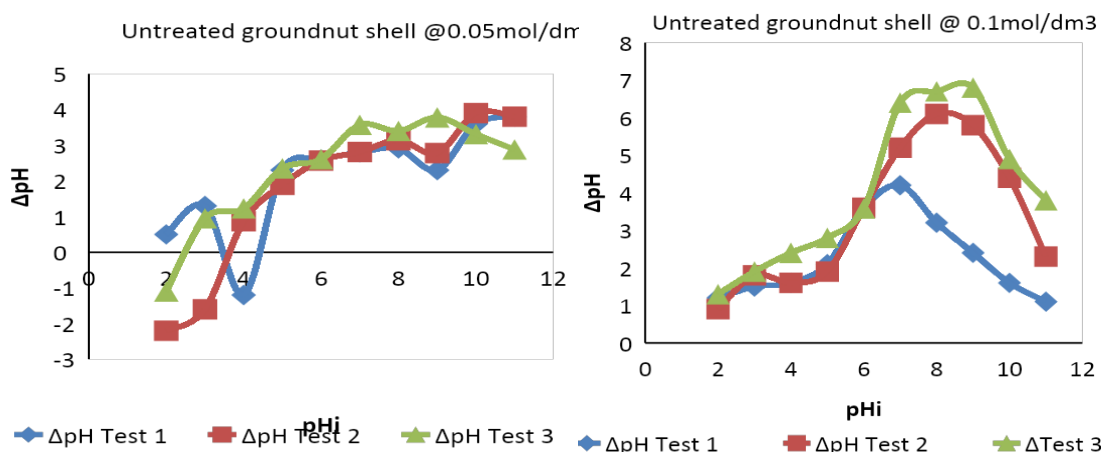 Untreated groundnut shell @0.05mol/dm
5
4
3
2
1
0
-1
-2
-3
0
2
4
6
8
10
12
ΔpH
pHi
ΔpH Test 1
ΔpH Test 2
ΔpH Test 3
Untreated groundnut shell @ 0.1mol/dm3
8
7
6
5
4
3
2
1
0
0
2
4
6
8
10
12
ΔpH
pHi
ΔpH Test 1
ΔpH Test 2
ΔTest 3